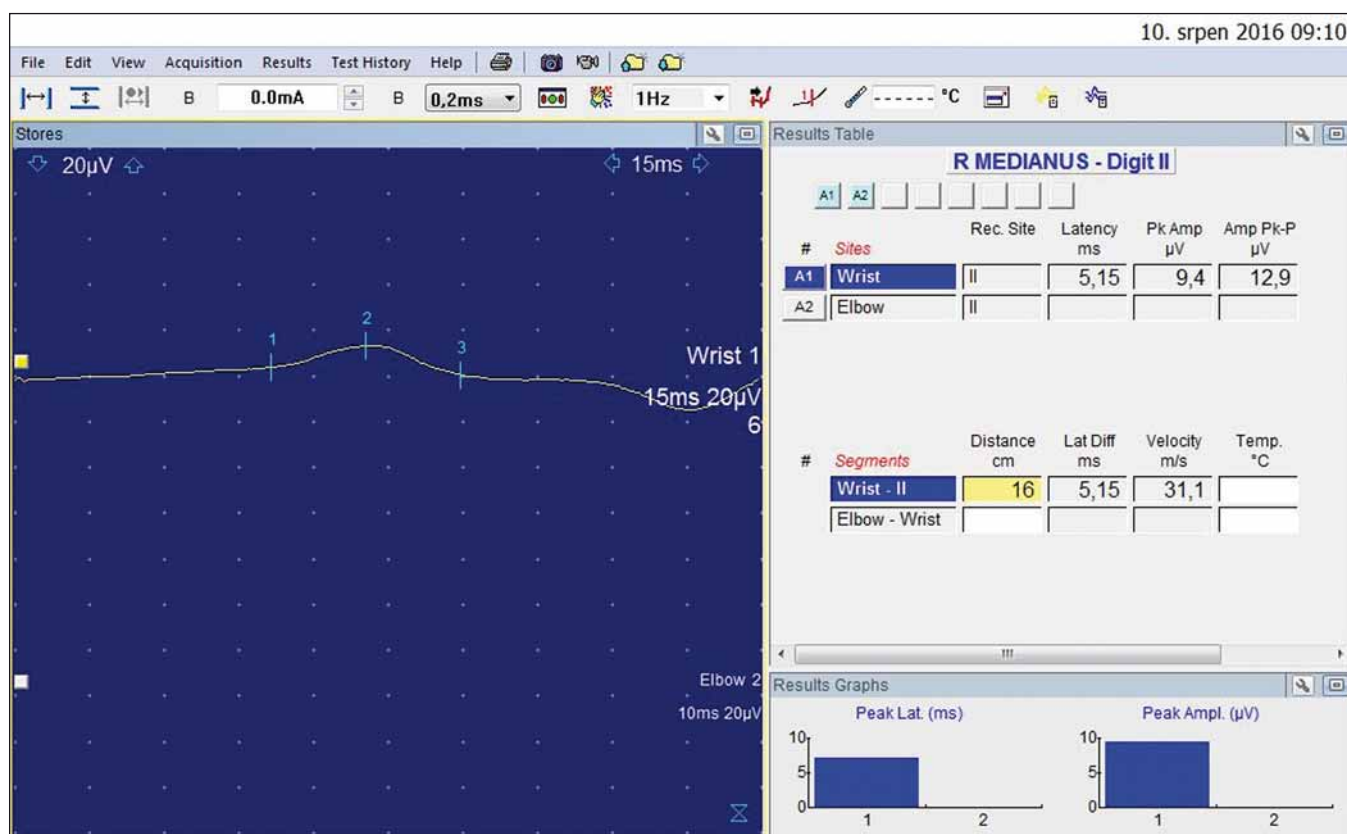 10. srpen 2016 09:10
File Edit View Acquisition Results Test History Help
B 0.0mA B 0,2ms 1Hz ------ °C
Stores
20µV 15ms
1
2
3
Wrist 1
15ms 20µV
6
Elbow 2
10ms 20µV
Results Table
R MEDIANUS - Digit II
A1 A2
# Sites Rec. Site Latency ms Pk Amp µV Amp Pk-P µV
A1 Wrist II 5,15 9,4 12,9
A2 Elbow II
# Segments Distance cm Lat Diff ms Velocity m/s Temp. °C
Wrist - II 16 5,15 31,1
Elbow - Wrist
Results Graphs
Peak Lat. (ms) Peak Ampl. (µV)
10 10
5 5
0 0
1 2 1 2